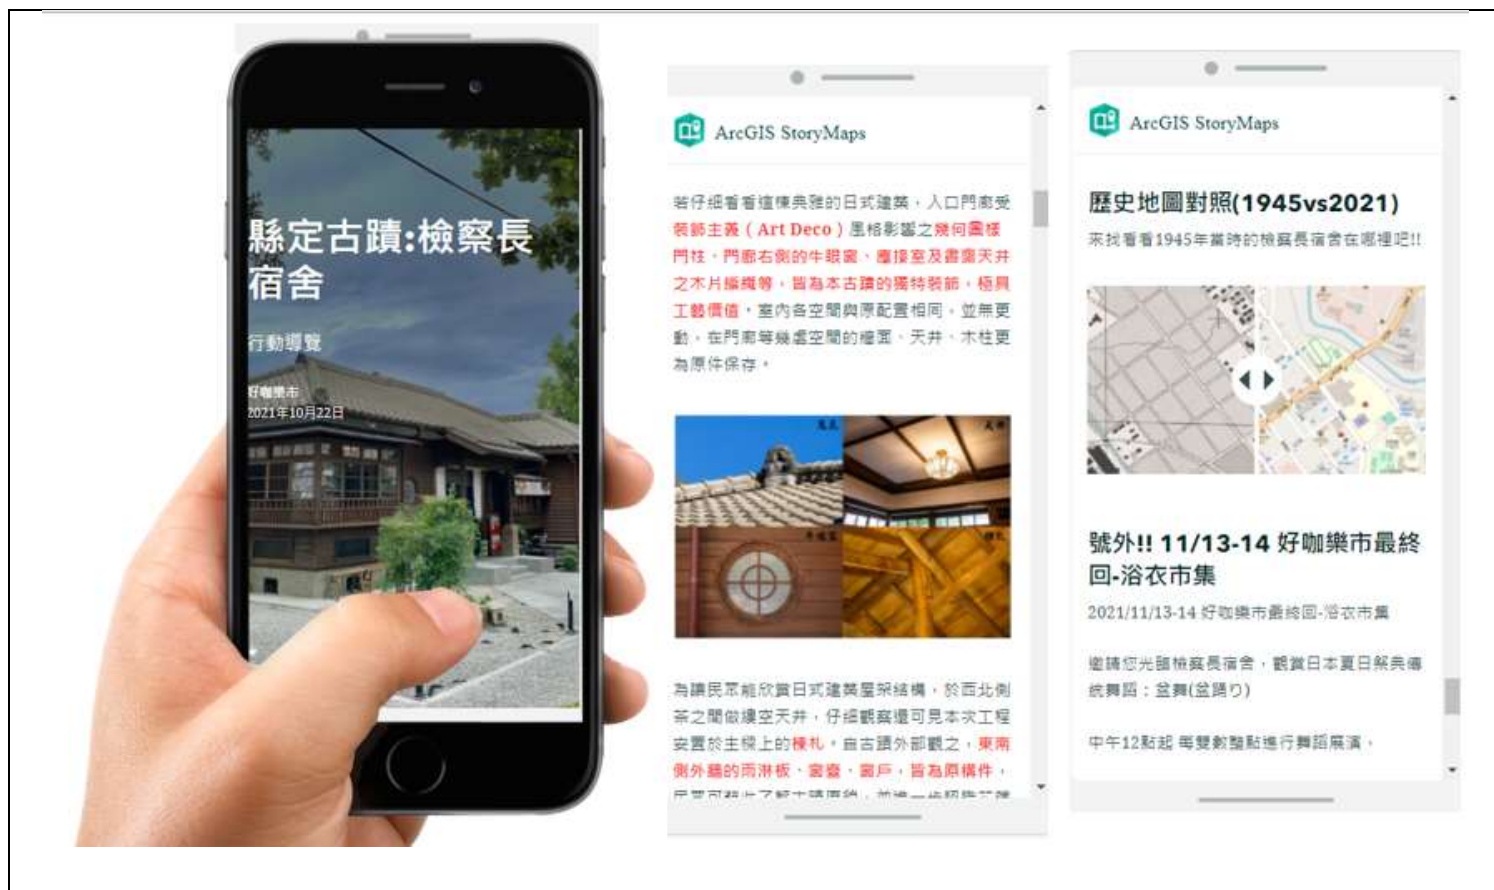 縣定古蹟:檢察長
宿舍
行動導覽
好咖樂市
2021年10月22日
ArcGIS StoryMaps
若仔細看看這棟典雅的日式建築，入口門廊受
裝飾主義（Art Deco）風格影響之幾何圖樣
門柱、門廊右側的牛眼窗、應接室及書齋天井
之木片編織等，皆為本古蹟的獨特裝飾，極具
工藝價值，室內各空間與原配置相同，並無更
動，在門廊等幾處空間的牆面、天井、木柱更
為原件保存。
牛眼窗
為讓民眾能欣賞日式建築屋架結構，於西北側
茶之間做縷空天井，仔細觀察還可見本次工程
安置於主樑上的棟札。由古蹟外部觀之，東南
側外牆的雨淋板、窗臺、窗戶，皆為原構件，
ArcGIS StoryMaps
歷史地圖對照(1945vs2021)
來找看看1945年當時的檢察長宿舍在哪裡吧!!
號外!! 11/13-14 好咖樂市最終
回-浴衣市集
2021/11/13-14 好咖樂市最終回-浴衣市集
邀請您光臨檢察長宿舍，觀賞日本夏日祭典傳
統舞蹈：盆舞(盆踊り)
中午12點起 每雙數整點進行舞蹈展演，